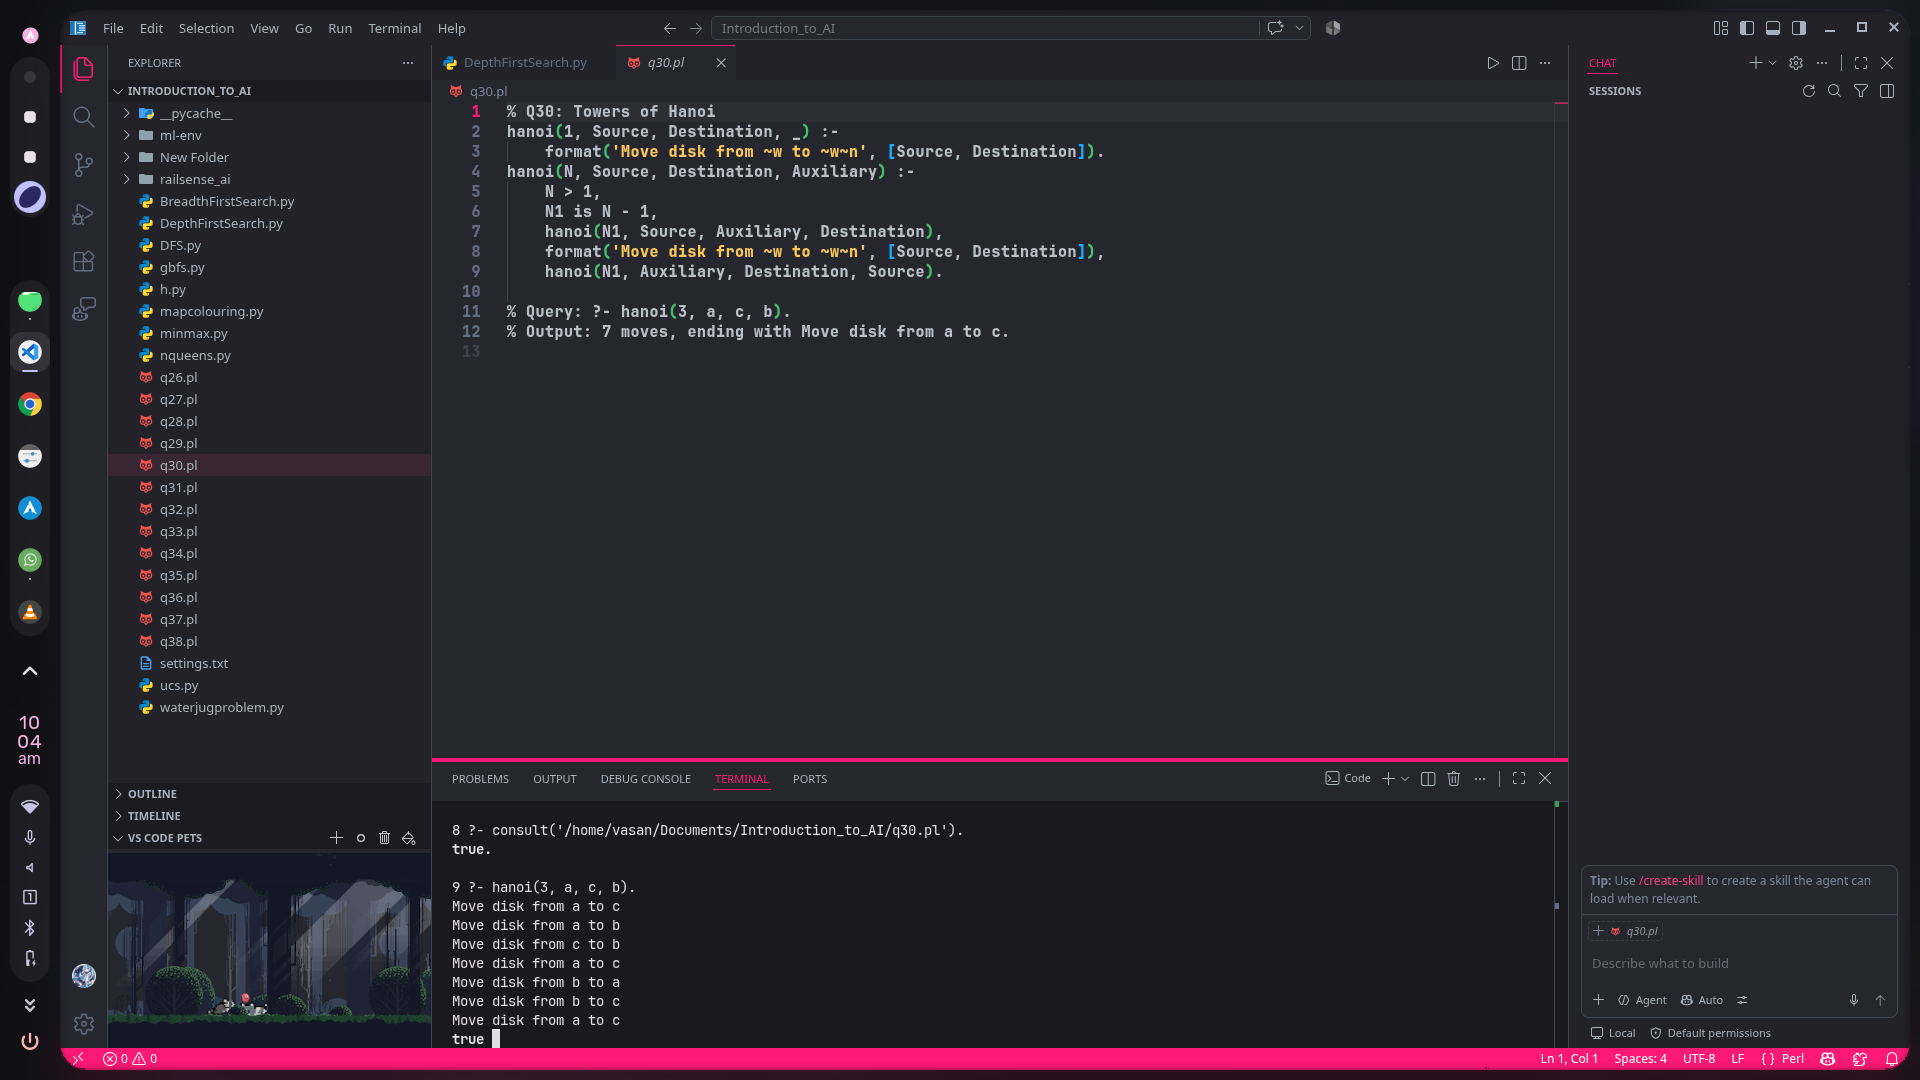 File Edit Selection View Go Run Terminal Help
Introduction_to_AI
EXPLORER
INTRODUCTION_TO_AI
__pycache__
ml-env
New Folder
railsense_ai
BreadthFirstSearch.py
DepthFirstSearch.py
DFS.py
gbfs.py
h.py
mapcolouring.py
minmax.py
nqueens.py
q26.pl
q27.pl
q28.pl
q29.pl
q30.pl
q31.pl
q32.pl
q33.pl
q34.pl
q35.pl
q36.pl
q37.pl
q38.pl
settings.txt
ucs.py
waterjugproblem.py
OUTLINE
TIMELINE
VS CODE PETS
10
04
am
DepthFirstSearch.py
q30.pl
q30.pl
1 % Q30: Towers of Hanoi
2 hanoi(1, Source, Destination, _) :-
3 format('Move disk from ~w to ~w~n', [Source, Destination]).
4 hanoi(N, Source, Destination, Auxiliary) :-
5 N > 1,
6 N1 is N - 1,
7 hanoi(N1, Source, Auxiliary, Destination),
8 format('Move disk from ~w to ~w~n', [Source, Destination]),
9 hanoi(N1, Auxiliary, Destination, Source).
10
11 % Query: ?- hanoi(3, a, c, b).
12 % Output: 7 moves, ending with Move disk from a to c.
13
PROBLEMS OUTPUT DEBUG CONSOLE TERMINAL PORTS
Code
8 ?- consult('/home/vasan/Documents/Introduction_to_AI/q30.pl').
true.
9 ?- hanoi(3, a, c, b).
Move disk from a to c
Move disk from a to b
Move disk from c to b
Move disk from a to c
Move disk from b to a
Move disk from b to c
Move disk from a to c
true
CHAT
SESSIONS
Tip: Use /create-skill to create a skill the agent can
load when relevant.
q30.pl
Describe what to build
Agent Auto
Local Default permissions
0 0
Ln 1, Col 1 Spaces: 4 UTF-8 LF { } Perl